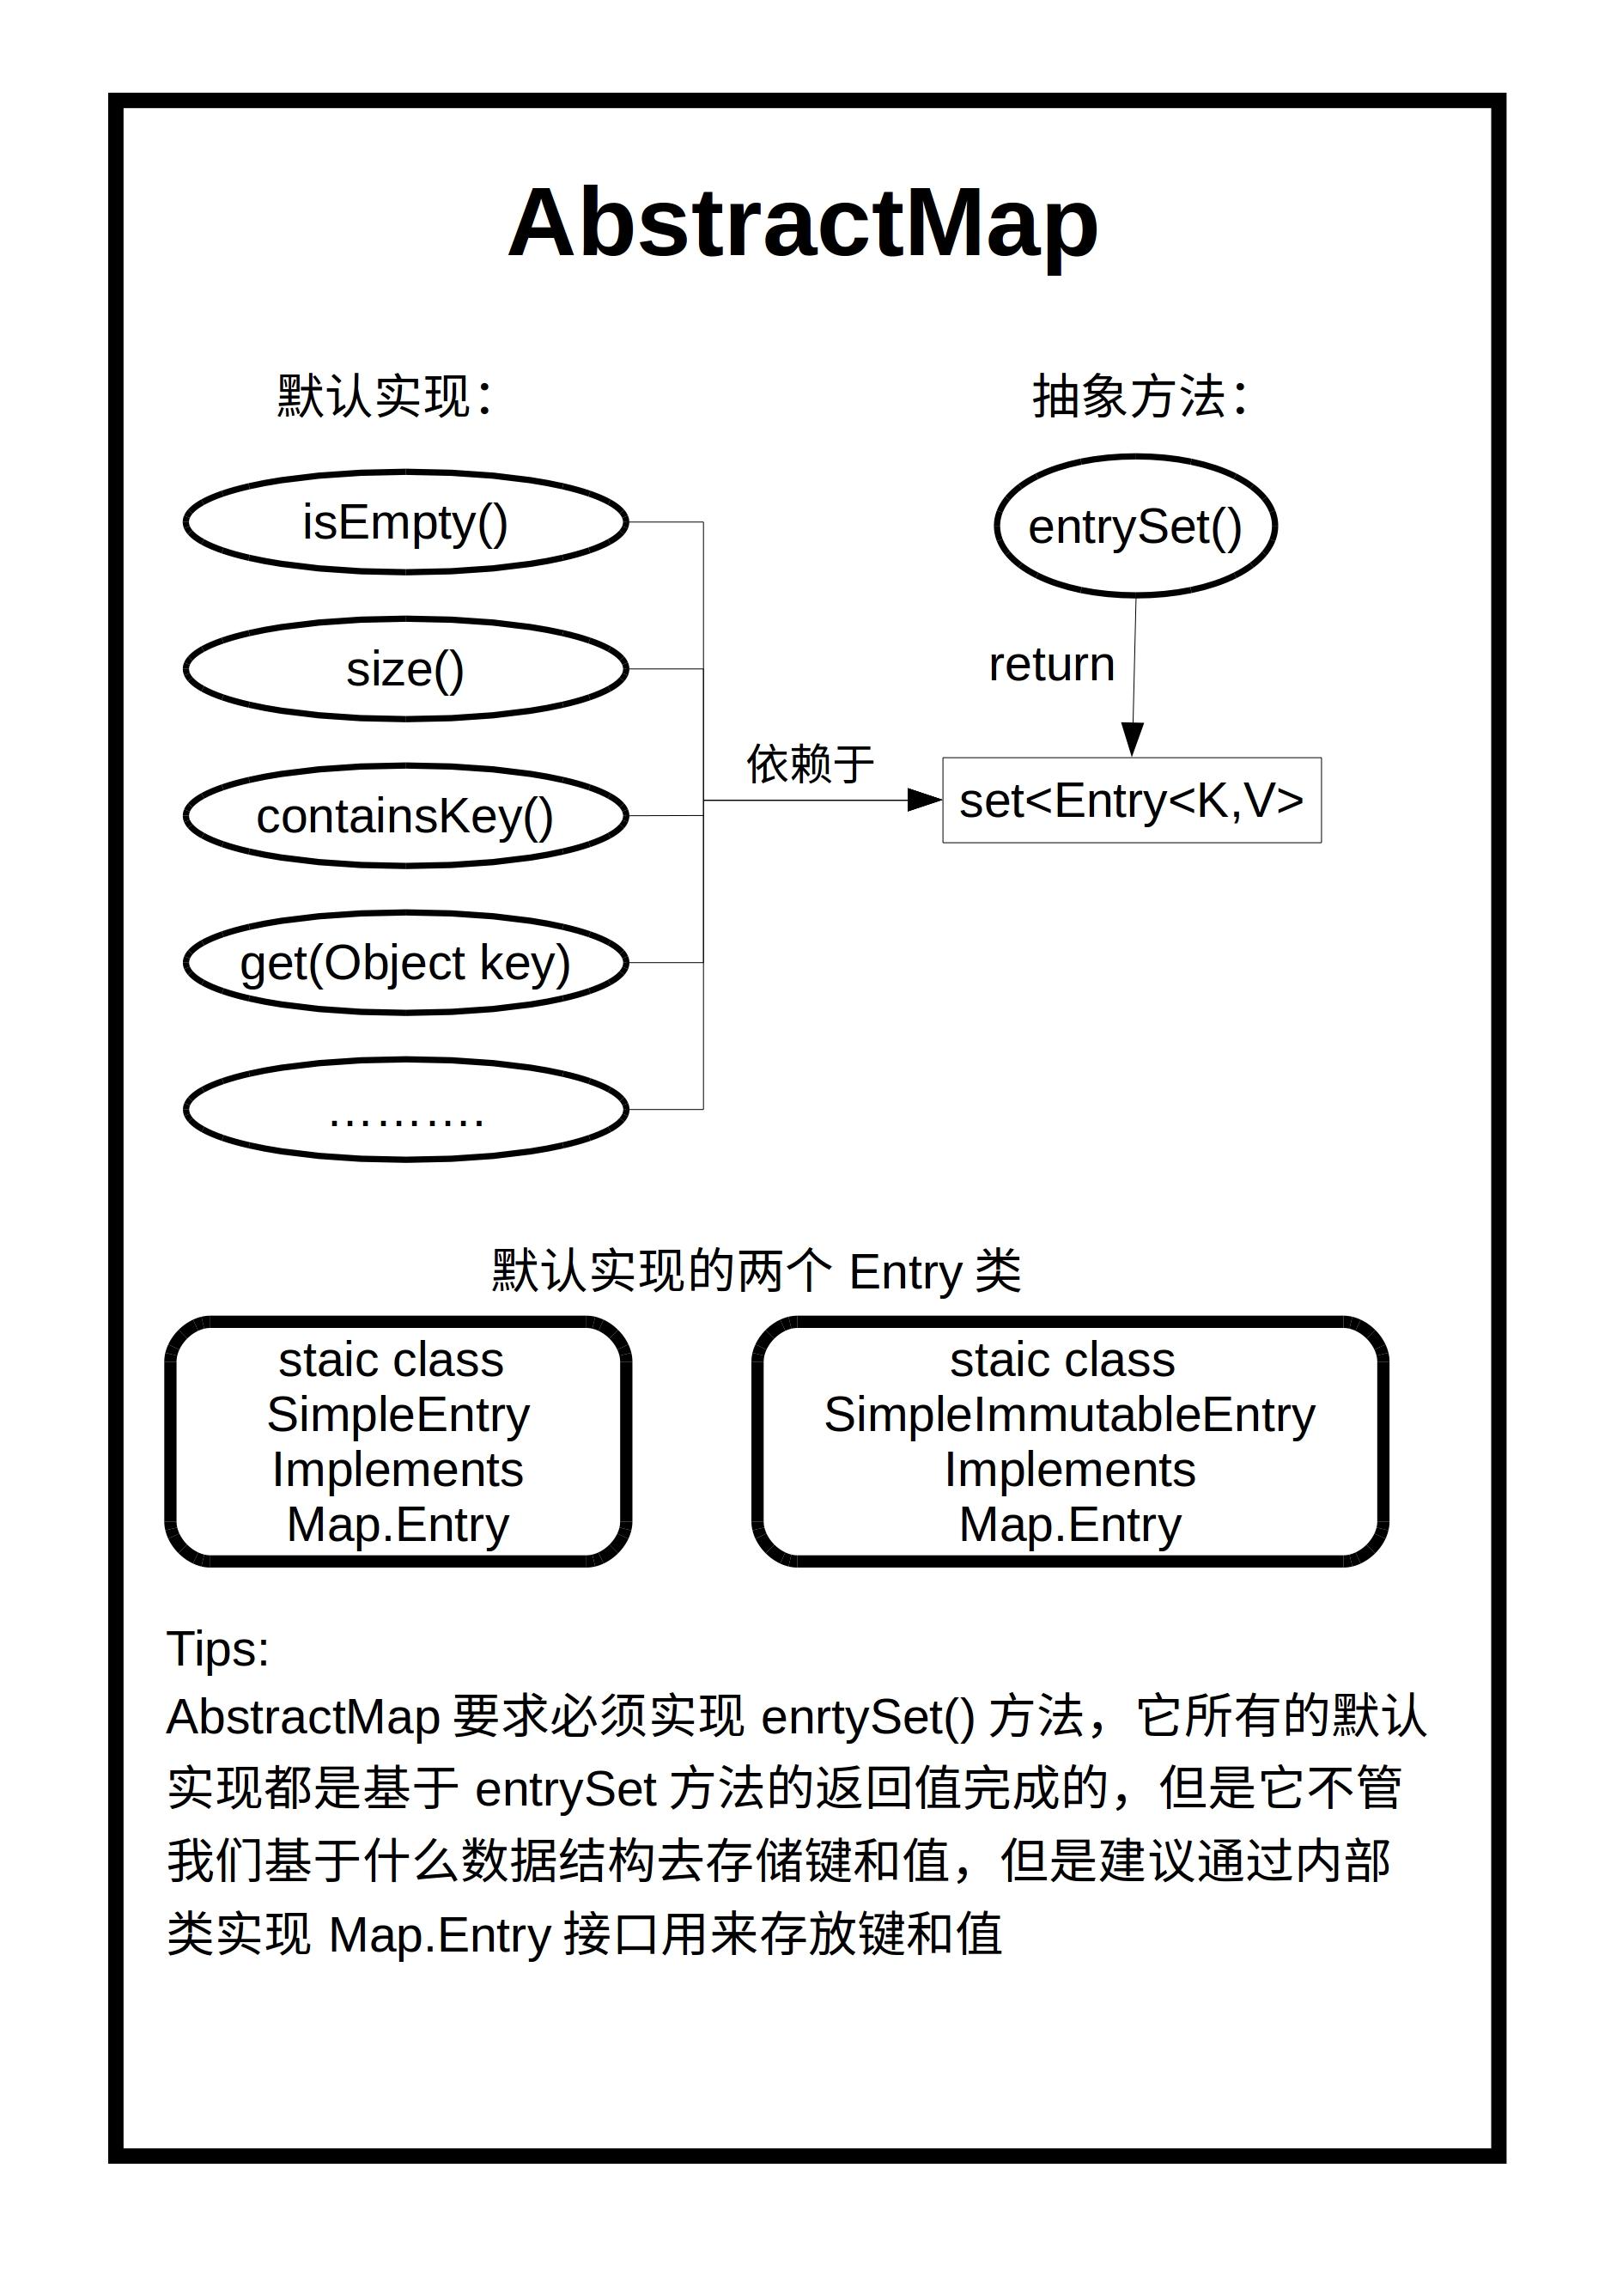 AbstractMap
默认实现：
抽象方法：
isEmpty()
entrySet()
size()
return
依赖于
containsKey()
set<Entry<K,V>
get(Object key)
……….
默认实现的两个 Entry 类
staic class
SimpleEntry
Implements
Map.Entry
staic class
SimpleImmutableEntry
Implements
Map.Entry
Tips:
AbstractMap 要求必须实现 enrtySet() 方法，它所有的默认
实现都是基于 entrySet 方法的返回值完成的，但是它不管
我们基于什么数据结构去存储键和值，但是建议通过内部
类实现 Map.Entry 接口用来存放键和值